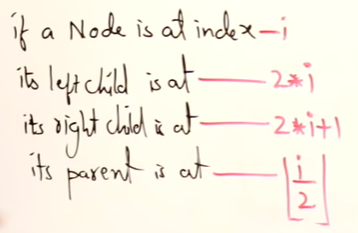 if a Node is at index - i
its left child is at - 2*i
its right child is at - 2*i+1
its parent is at - ⌊i/2⌋